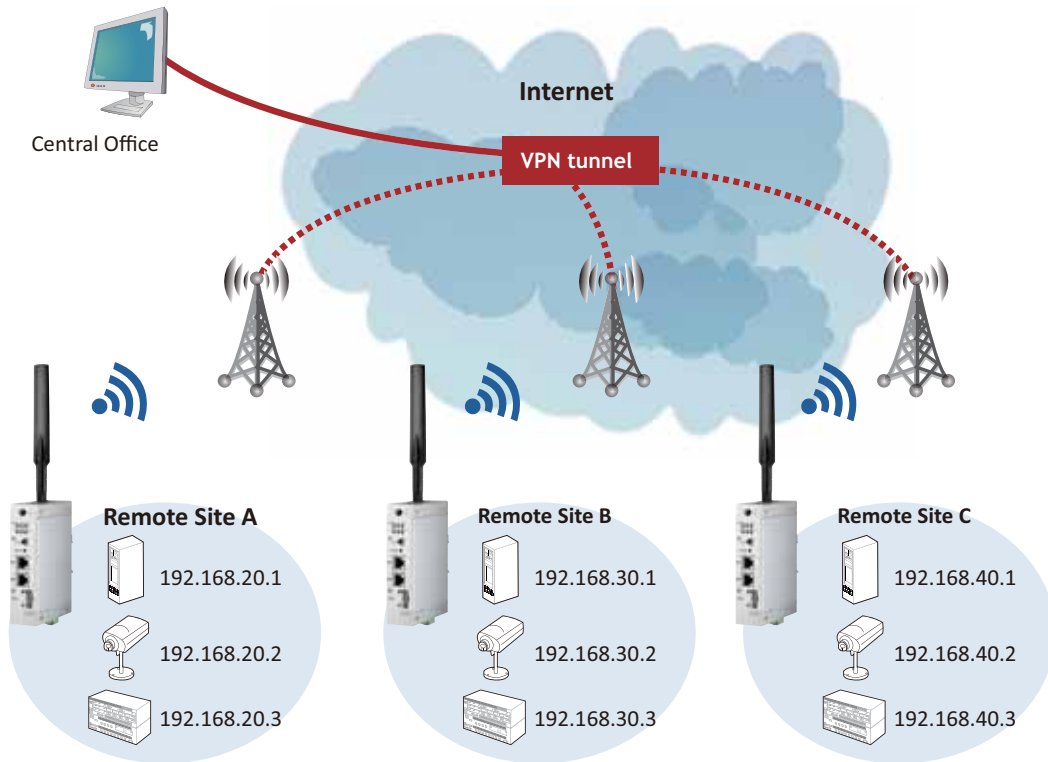 Internet
VPN tunnel
Central Office
Remote Site A
192.168.20.1
192.168.20.2
192.168.20.3
Remote Site B
192.168.30.1
192.168.30.2
192.168.30.3
Remote Site C
192.168.40.1
192.168.40.2
192.168.40.3